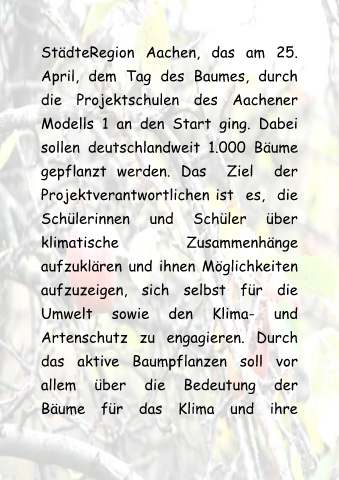 StädteRegion Aachen, das am 25.
April, dem Tag des Baumes, durch
die Projektschulen des Aachener
Modells 1 an den Start ging. Dabei
sollen deutschlandweit 1.000 Bäume
gepflanzt werden. Das Ziel der
Projektverantwortlichen ist es, die
Schülerinnen und Schüler über
klimatische Zusammenhänge
aufzuklären und ihnen Möglichkeiten
aufzuzeigen, sich selbst für die
Umwelt sowie den Klima- und
Artenschutz zu engagieren. Durch
das aktive Baumpflanzen soll vor
allem über die Bedeutung der
Bäume für das Klima und ihre